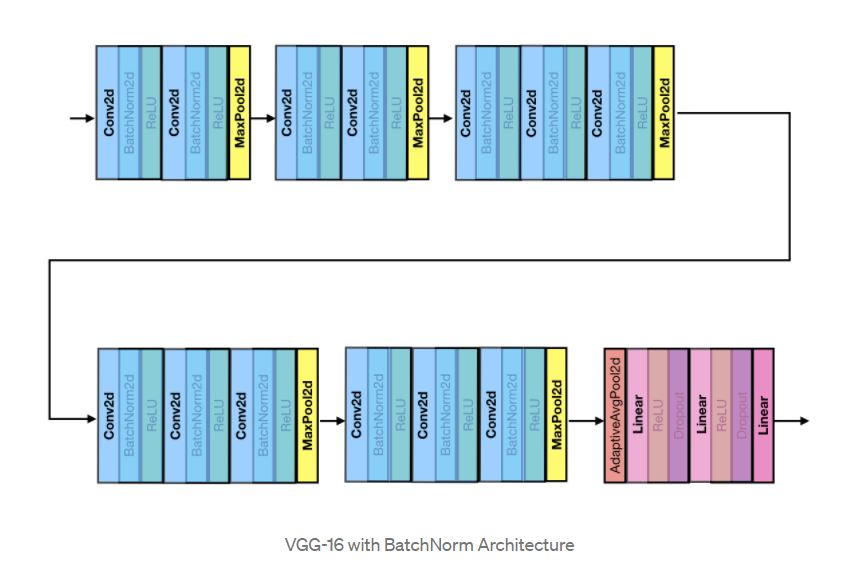 Conv2d
BatchNorm2d
ReLU
Conv2d
BatchNorm2d
ReLU
MaxPool2d
Conv2d
BatchNorm2d
ReLU
Conv2d
BatchNorm2d
ReLU
MaxPool2d
Conv2d
BatchNorm2d
ReLU
Conv2d
BatchNorm2d
ReLU
Conv2d
BatchNorm2d
ReLU
MaxPool2d
Conv2d
BatchNorm2d
ReLU
Conv2d
BatchNorm2d
ReLU
Conv2d
BatchNorm2d
ReLU
MaxPool2d
Conv2d
BatchNorm2d
ReLU
Conv2d
BatchNorm2d
ReLU
Conv2d
BatchNorm2d
ReLU
MaxPool2d
AdaptiveAvgPool2d
Linear
ReLU
Dropout
Linear
ReLU
Dropout
Linear
VGG-16 with BatchNorm Architecture